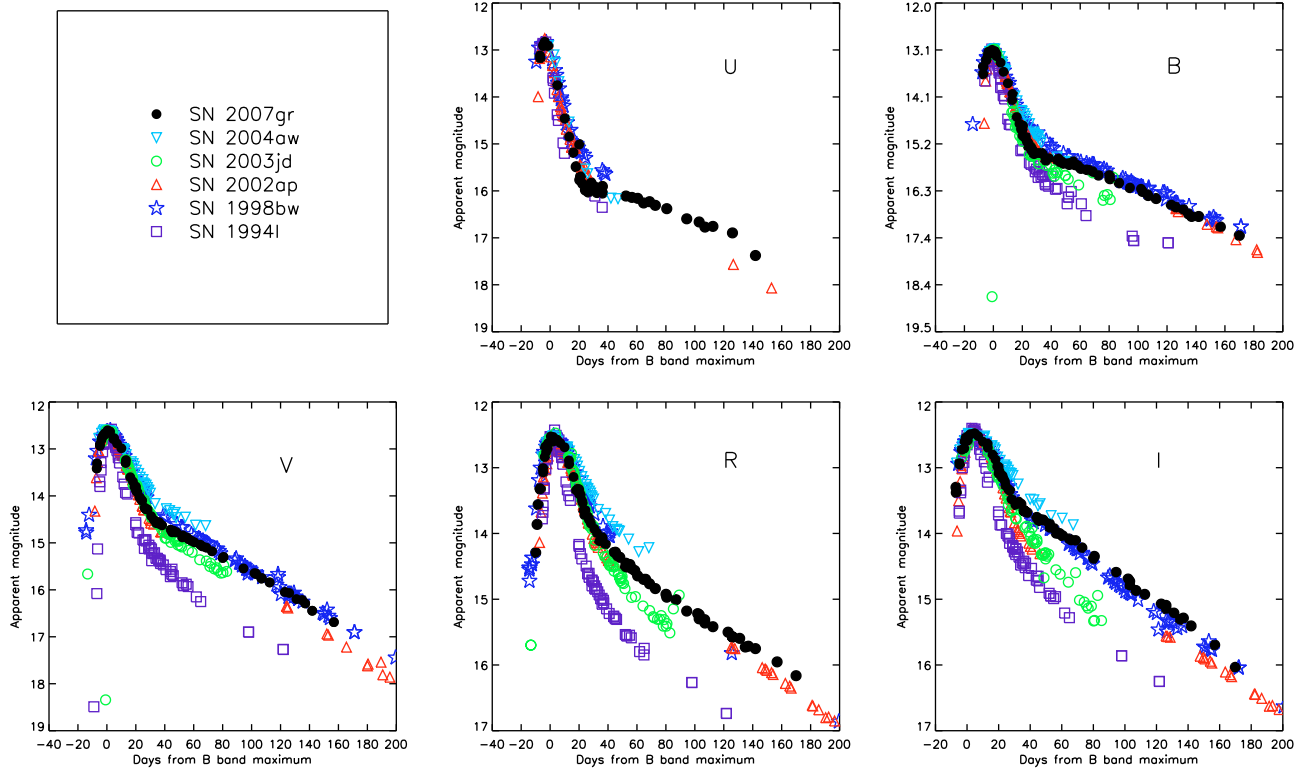 SN 2007gr
SN 2004aw
SN 2003jd
SN 2002ap
SN 1998bw
SN 1994I
12
13
14
15
16
17
18
19
Apparent magnitude
U
-40 -20 0 20 40 60 80 100 120 140 160 180 200
Days from B band maximum
12.0
13.1
14.1
15.2
16.3
17.4
18.4
19.5
Apparent magnitude
B
-40 -20 0 20 40 60 80 100 120 140 160 180 200
Days from B band maximum
12
13
14
15
16
17
18
19
Apparent magnitude
V
-40 -20 0 20 40 60 80 100 120 140 160 180 200
Days from B band maximum
12
13
14
15
16
17
Apparent magnitude
R
-40 -20 0 20 40 60 80 100 120 140 160 180 200
Days from B band maximum
12
13
14
15
16
17
Apparent magnitude
I
-20 0 20 40 60 80 100 120 140 160 180 200
Days from B band maximum